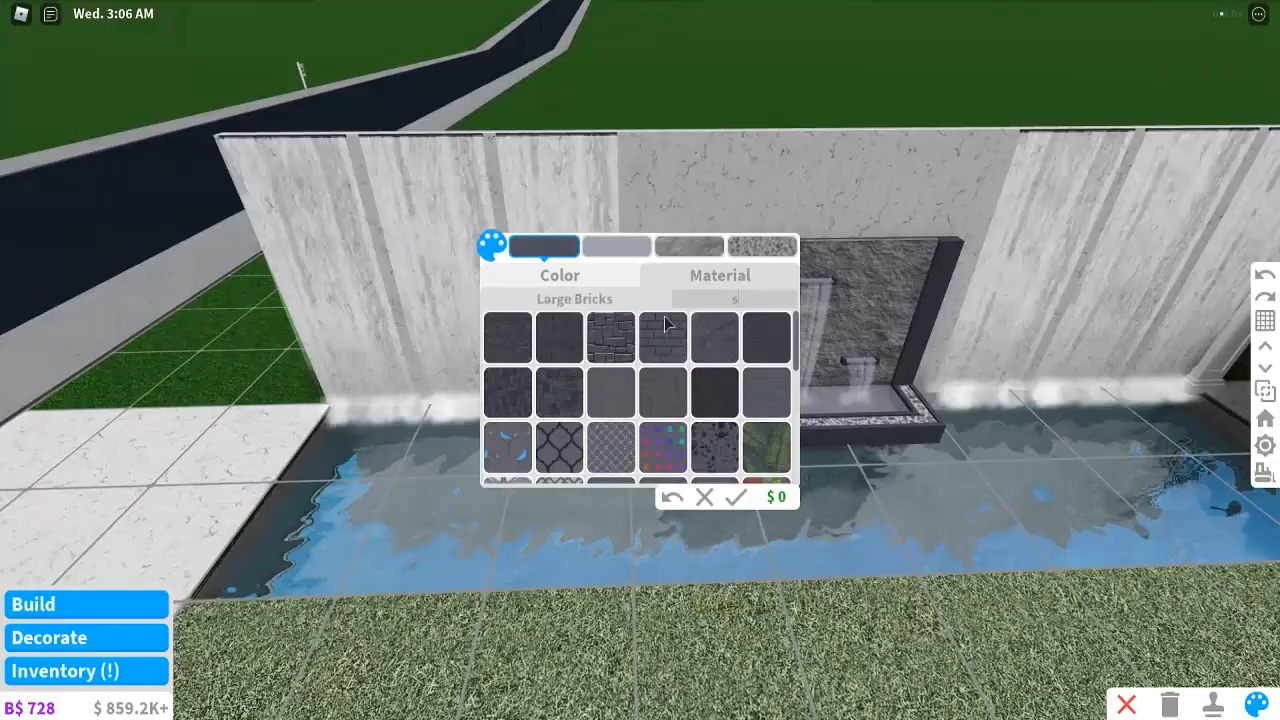 Wed. 3:06 AM
Color
Material
Large Bricks
s
$ 0
Build
Decorate
Inventory (!)
B$ 728
$ 859.2K+